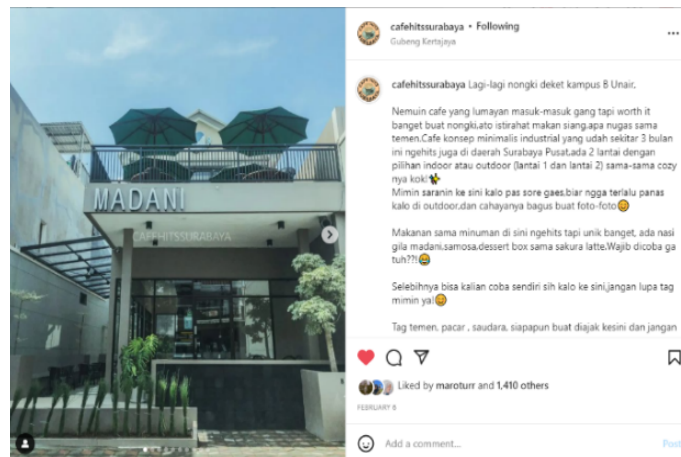 MADANI
CAFEHITSSURABAYA
cafehitssurabaya • Following
Gubeng Kertajaya
cafehitssurabaya Lagi-lagi nongki deket kampus B Unair.
Nemuin cafe yang lumayan masuk-masuk gang tapi worth it
banget buat nongki,ato istirahat makan siang,apa nugas sama
temen.Cafe konsep minimalis industrial yang udah sekitar 3 bulan
ini ngehits juga di daerah Surabaya Pusat,ada 2 lantai dengan
pilihan indoor atau outdoor (lantai 1 dan lantai 2) sama-sama cozy
nya kok!
Mimin saranin ke sini kalo pas sore gaes,biar ngga terlalu panas
kalo di outdoor.dan cahayanya bagus buat foto-foto
Makanan sama minuman di sini ngehits tapi unik banget, ada nasi
gila madani,samosa,dessert box sama sakura latte.Wajib dicoba ga
tuh??!
Selebihnya bisa kalian coba sendiri sih kalo ke sini,jangan lupa tag
mimin ya!
Tag temen, pacar , saudara, siapapun buat diajak kesini dan jangan
Liked by maroturr and 1,410 others
FEBRUARY 8
Add a comment...
Post